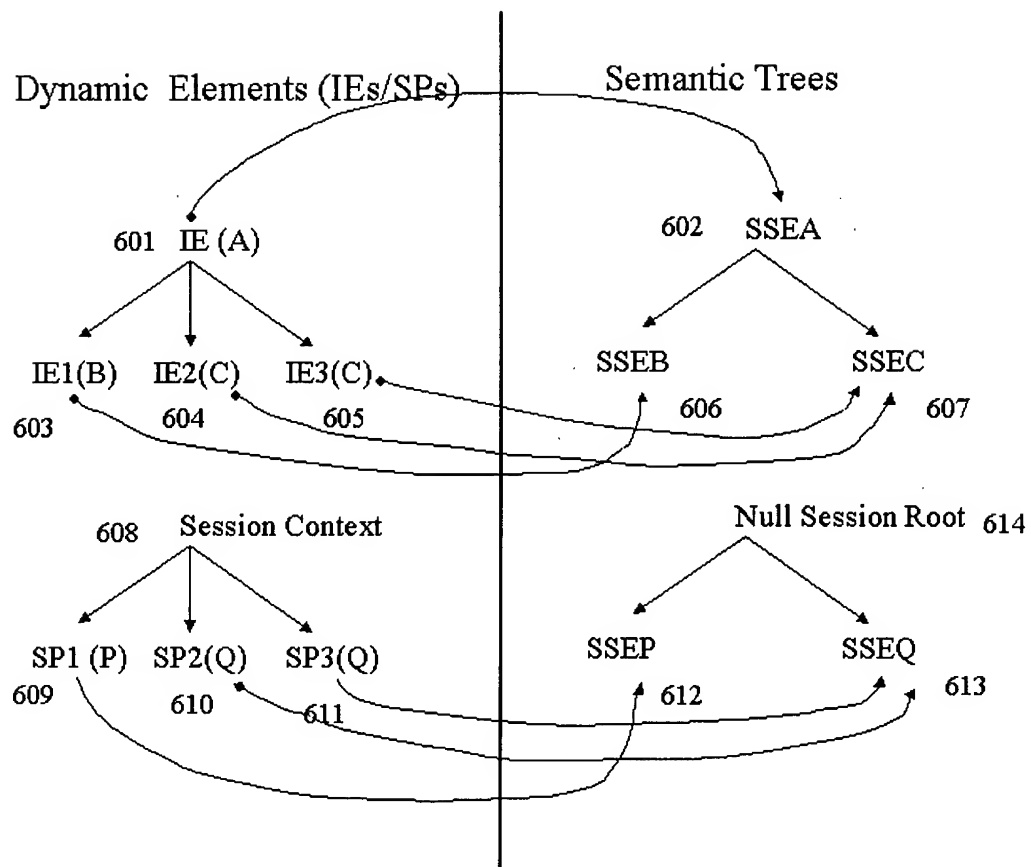 Dynamic Elements (IEs/SPs)
Semantic Trees
601 IE (A)
602 SSEA
IE1(B) IE2(C) IE3(C)
SSEB SSEC
603 604 605
606 607
608 Session Context
Null Session Root 614
SP1 (P) SP2(Q) SP3(Q)
SSEP SSEQ
609 610 611
612 613